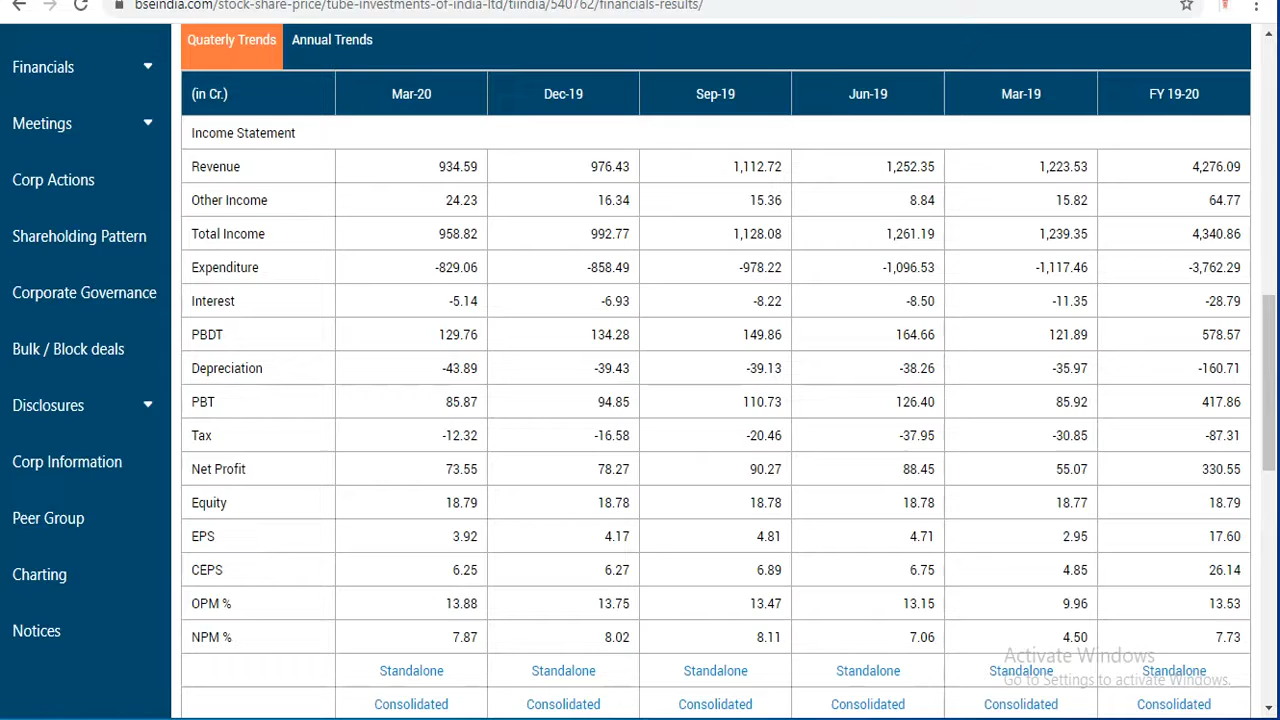 bseindia.com/stock-share-price/tube-investments-of-india-ltd/tiindia/540762/financials-results/
Financials
Meetings
Corp Actions
Shareholding Pattern
Corporate Governance
Bulk / Block deals
Disclosures
Corp Information
Peer Group
Charting
Notices
Quaterly Trends Annual Trends
(in Cr.) Mar-20 Dec-19 Sep-19 Jun-19 Mar-19 FY 19-20
Income Statement
Revenue 934.59 976.43 1,112.72 1,252.35 1,223.53 4,276.09
Other Income 24.23 16.34 15.36 8.84 15.82 64.77
Total Income 958.82 992.77 1,128.08 1,261.19 1,239.35 4,340.86
Expenditure -829.06 -858.49 -978.22 -1,096.53 -1,117.46 -3,762.29
Interest -5.14 -6.93 -8.22 -8.50 -11.35 -28.79
PBDT 129.76 134.28 149.86 164.66 121.89 578.57
Depreciation -43.89 -39.43 -39.13 -38.26 -35.97 -160.71
PBT 85.87 94.85 110.73 126.40 85.92 417.86
Tax -12.32 -16.58 -20.46 -37.95 -30.85 -87.31
Net Profit 73.55 78.27 90.27 88.45 55.07 330.55
Equity 18.79 18.78 18.78 18.78 18.77 18.79
EPS 3.92 4.17 4.81 4.71 2.95 17.60
CEPS 6.25 6.27 6.89 6.75 4.85 26.14
OPM % 13.88 13.75 13.47 13.15 9.96 13.53
NPM % 7.87 8.02 8.11 7.06 4.50 7.73
Standalone Standalone Standalone Standalone Standalone Standalone
Consolidated Consolidated Consolidated Consolidated Consolidated Consolidated
Activate Windows
Go to Settings to activate Windows.